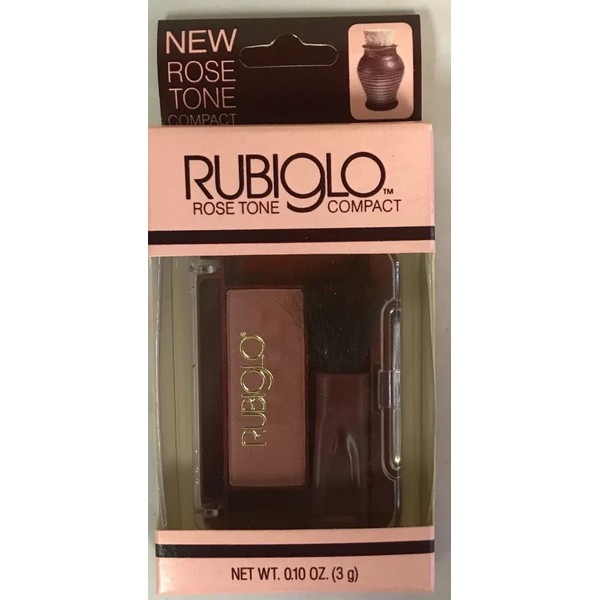 NEW
ROSE
TONE
COMPACT
RUBIGLO™
ROSE TONE COMPACT
RUBIGLO®
NET WT. 0.10 OZ. (3 g)